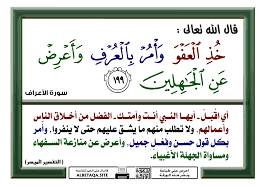 قال الله تعالى :
خُذِ الْعَفْوَ وَأْمُرْ بِالْعُرْفِ وَأَعْرِضْ
عَنِ الْجَٰهِلِينَ ١٩٩
سورة الأعراف
أي اقبل -أيها النبي أنت وأمتك- الفضل من أخلاق الناس
وأعمالهم، ولا تطلب منهم ما يشق عليهم حتى لا ينفروا، وأمر
بكل قول حسن وفعل جميل، وأعرض عن منازعة السفهاء
ومساواة الجهلة الأغبياء.
( التفسير الميسر )
ALBETAQA.SITE